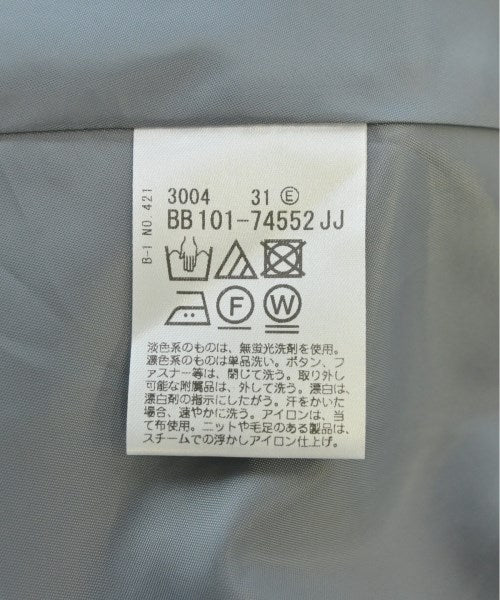 B-I NO 421
3004 31 Ⓔ
BB 101-74552 JJ
F W
淡色系のものは、無蛍光洗剤を使用。
濃色系のものは単品洗い。ボタン、フ
ァスナー等は、閉じて洗う。取り外し
可能な附属品は、外して洗う。漂白は、
漂白剤の指示にしたがう。汗をかいた
場合、速やかに洗う。アイロンは、当
て布使用。ニットや毛足のある製品は、
スチームでの浮かしアイロン仕上げ。